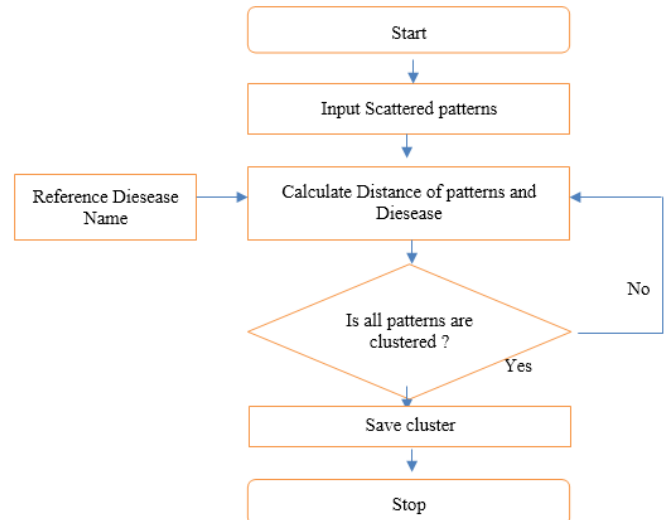 Start
Input Scattered patterns
Reference Diesease
Name
Calculate Distance of patterns and
Diesease
No
Is all patterns are
clustered ?
Yes
Save cluster
Stop